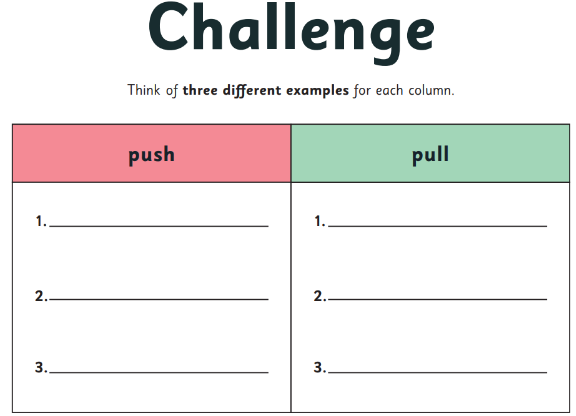 Challenge
Think of three different examples for each column.
push pull
1. 1.
2. 2.
3. 3.